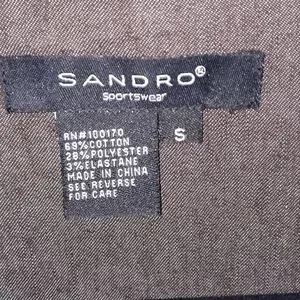 SANDRO®
Sportswear
RN#100170
69%COTTON
28%POLYESTER
3%ELASTANE
MADE IN CHINA
SEE REVERSE
FOR CARE
S